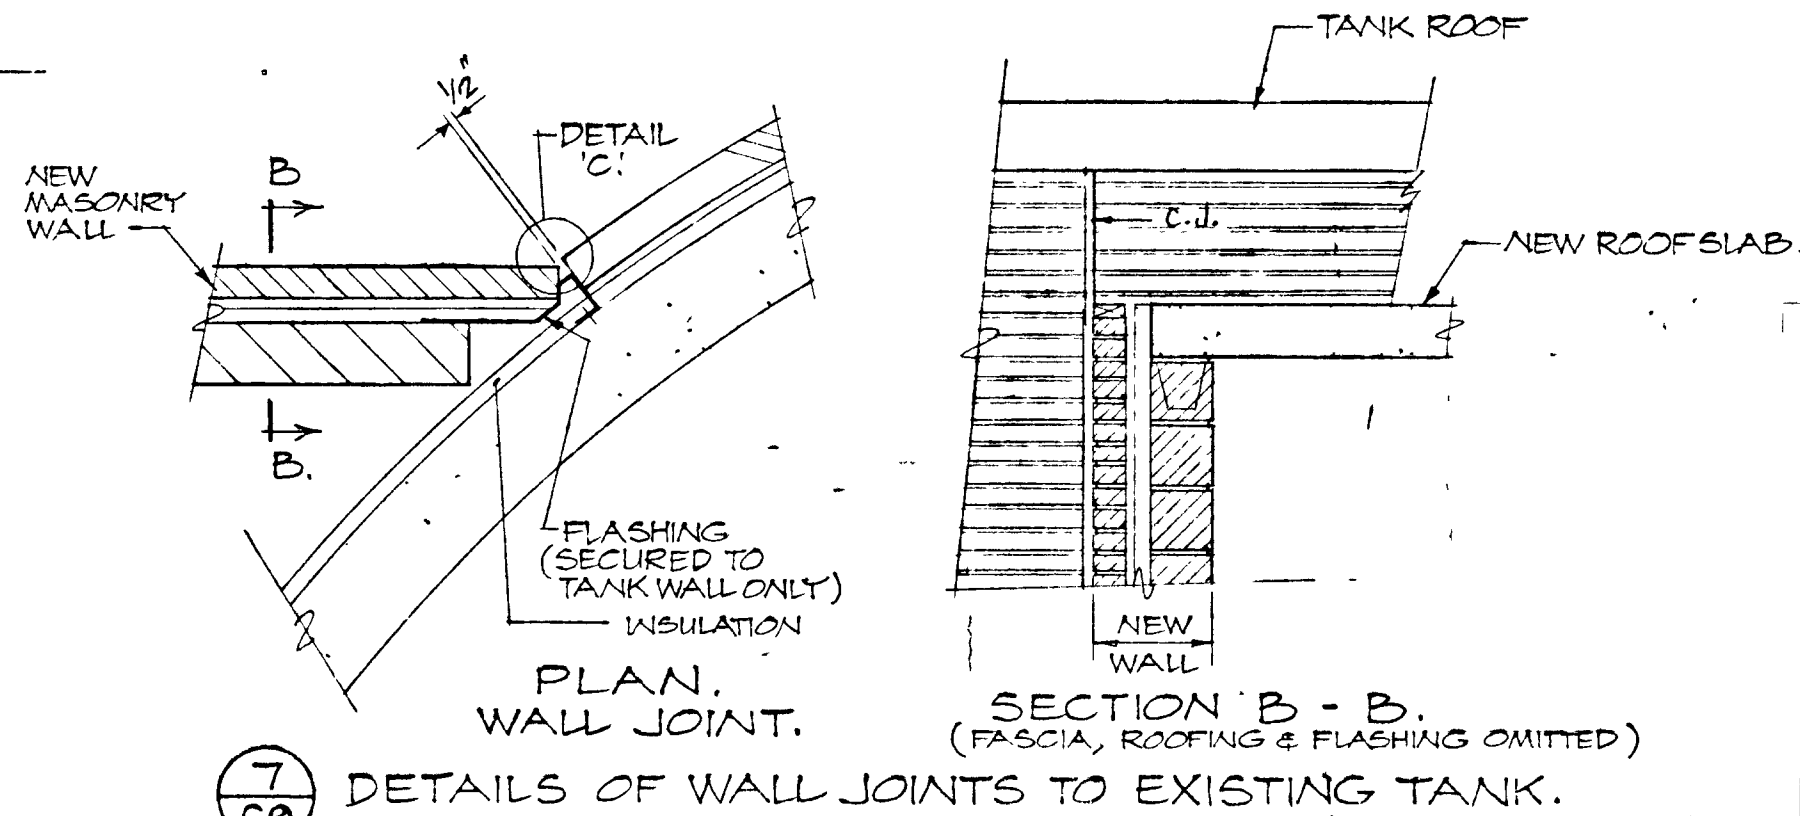 TANK ROOF
1/2"
DETAIL
'C'.
B
NEW
MASONRY
WALL
C.J.
NEW ROOF SLAB.
B.
FLASHING
(SECURED TO
TANK WALL ONLY)
INSULATION
NEW
WALL
PLAN.
WALL JOINT.
SECTION B - B.
(FASCIA, ROOFING & FLASHING OMITTED)
7
DETAILS OF WALL JOINTS TO EXISTING TANK.